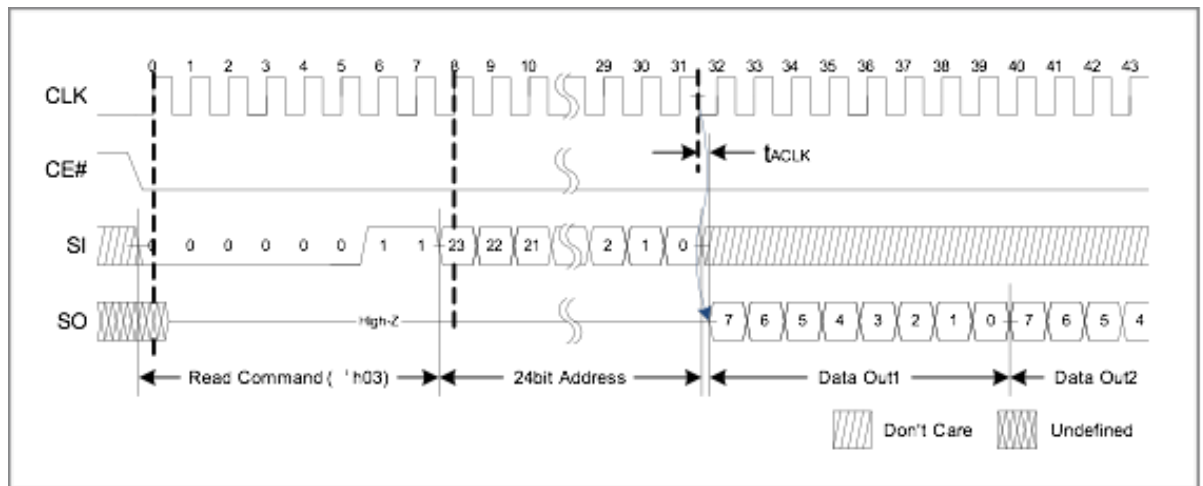 0 1 2 3 4 5 6 7 8 9 10 29 30 31 32 33 34 35 36 37 38 39 40 41 42 43
CLK
tACLK
CE#
SI 0 0 0 0 0 0 1 1 23 22 21 2 1 0
SO High-Z 7 6 5 4 3 2 1 0 7 6 5 4
Read Command ( 'h03) 24bit Address Data Out1 Data Out2
Don't Care Undefined